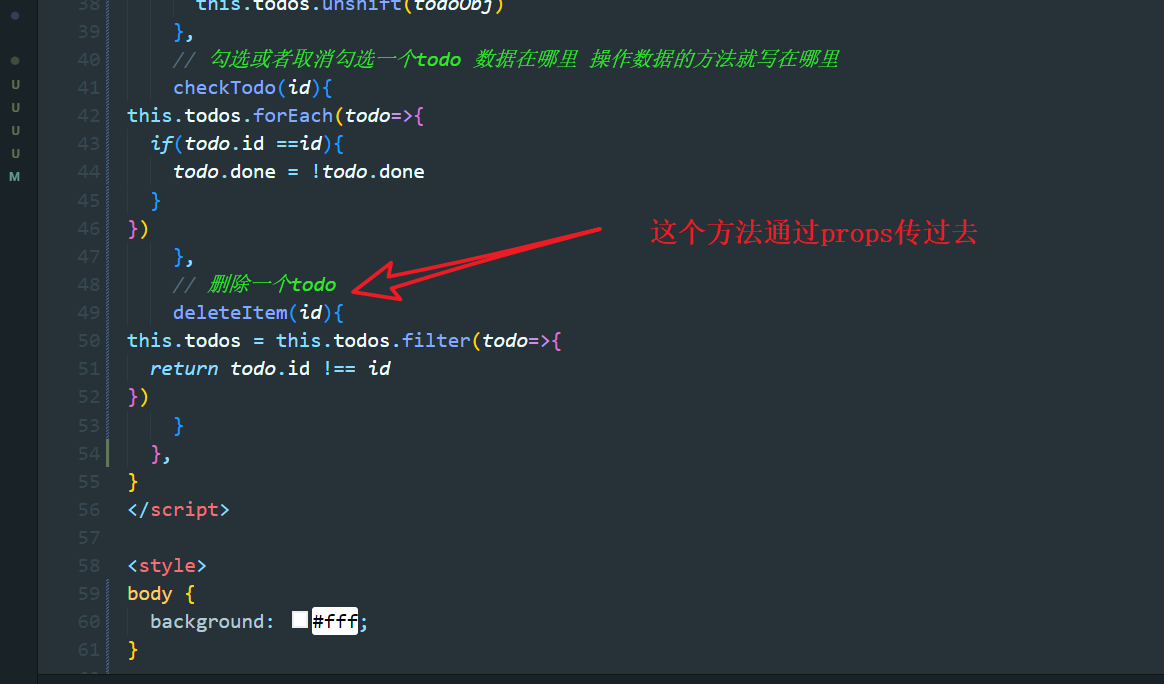 38 this.todos.unshift(todoObj)
39 },
40 // 勾选或者取消勾选一个todo 数据在哪里 操作数据的方法就写在哪里
41 checkTodo(id){
U
42 this.todos.forEach(todo=>{
U
43 if(todo.id ==id){
U
44 todo.done = !todo.done
U
M
45 }
46 })
这个方法通过props传过去
47 },
48 // 删除一个todo
49 deleteItem(id){
50 this.todos = this.todos.filter(todo=>{
51 return todo.id !== id
52 })
53 }
54 },
55 }
56 </script>
57
58 <style>
59 body {
60 background: #fff;
61 }